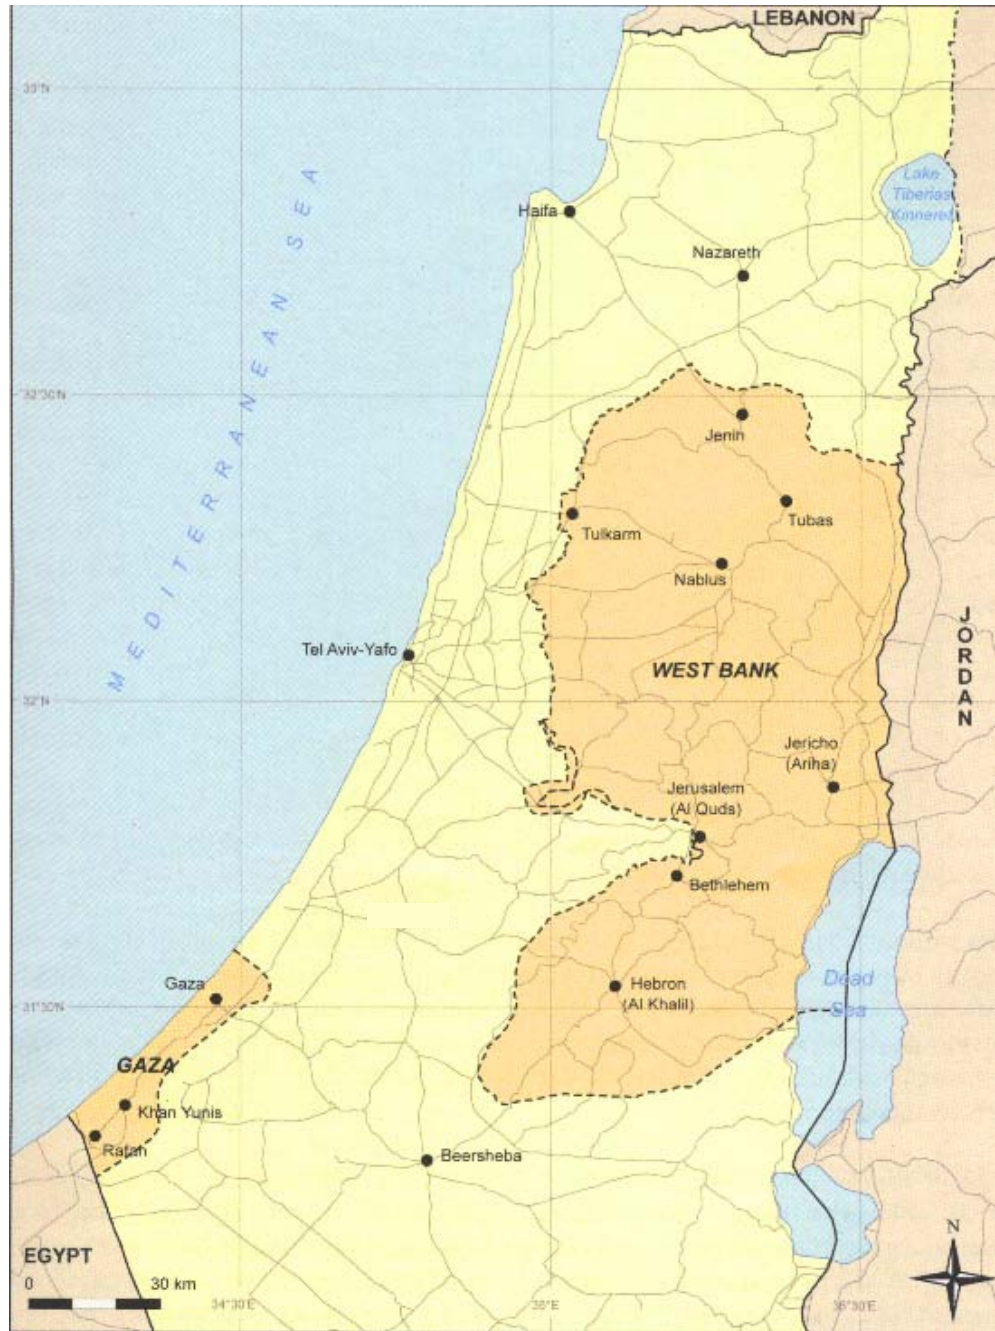 LEBANON
33°N
Lake
Tiberias
(Kinneret)
Haifa
Nazareth
MEDITERRANEAN SEA
32°30'N
Jenin
Tulkarm
Tubas
Nablus
Tel Aviv-Yafo
WEST BANK
JORDAN
32°N
Jericho
(Ariha)
Jerusalem
(Al Quds)
Bethlehem
Gaza
Hebron
(Al Khalil)
Dead
Sea
31°30'N
GAZA
Khan Yunis
Rafah
Beersheba
EGYPT
N
0 30 km
34°30'E
35°E
35°30'E